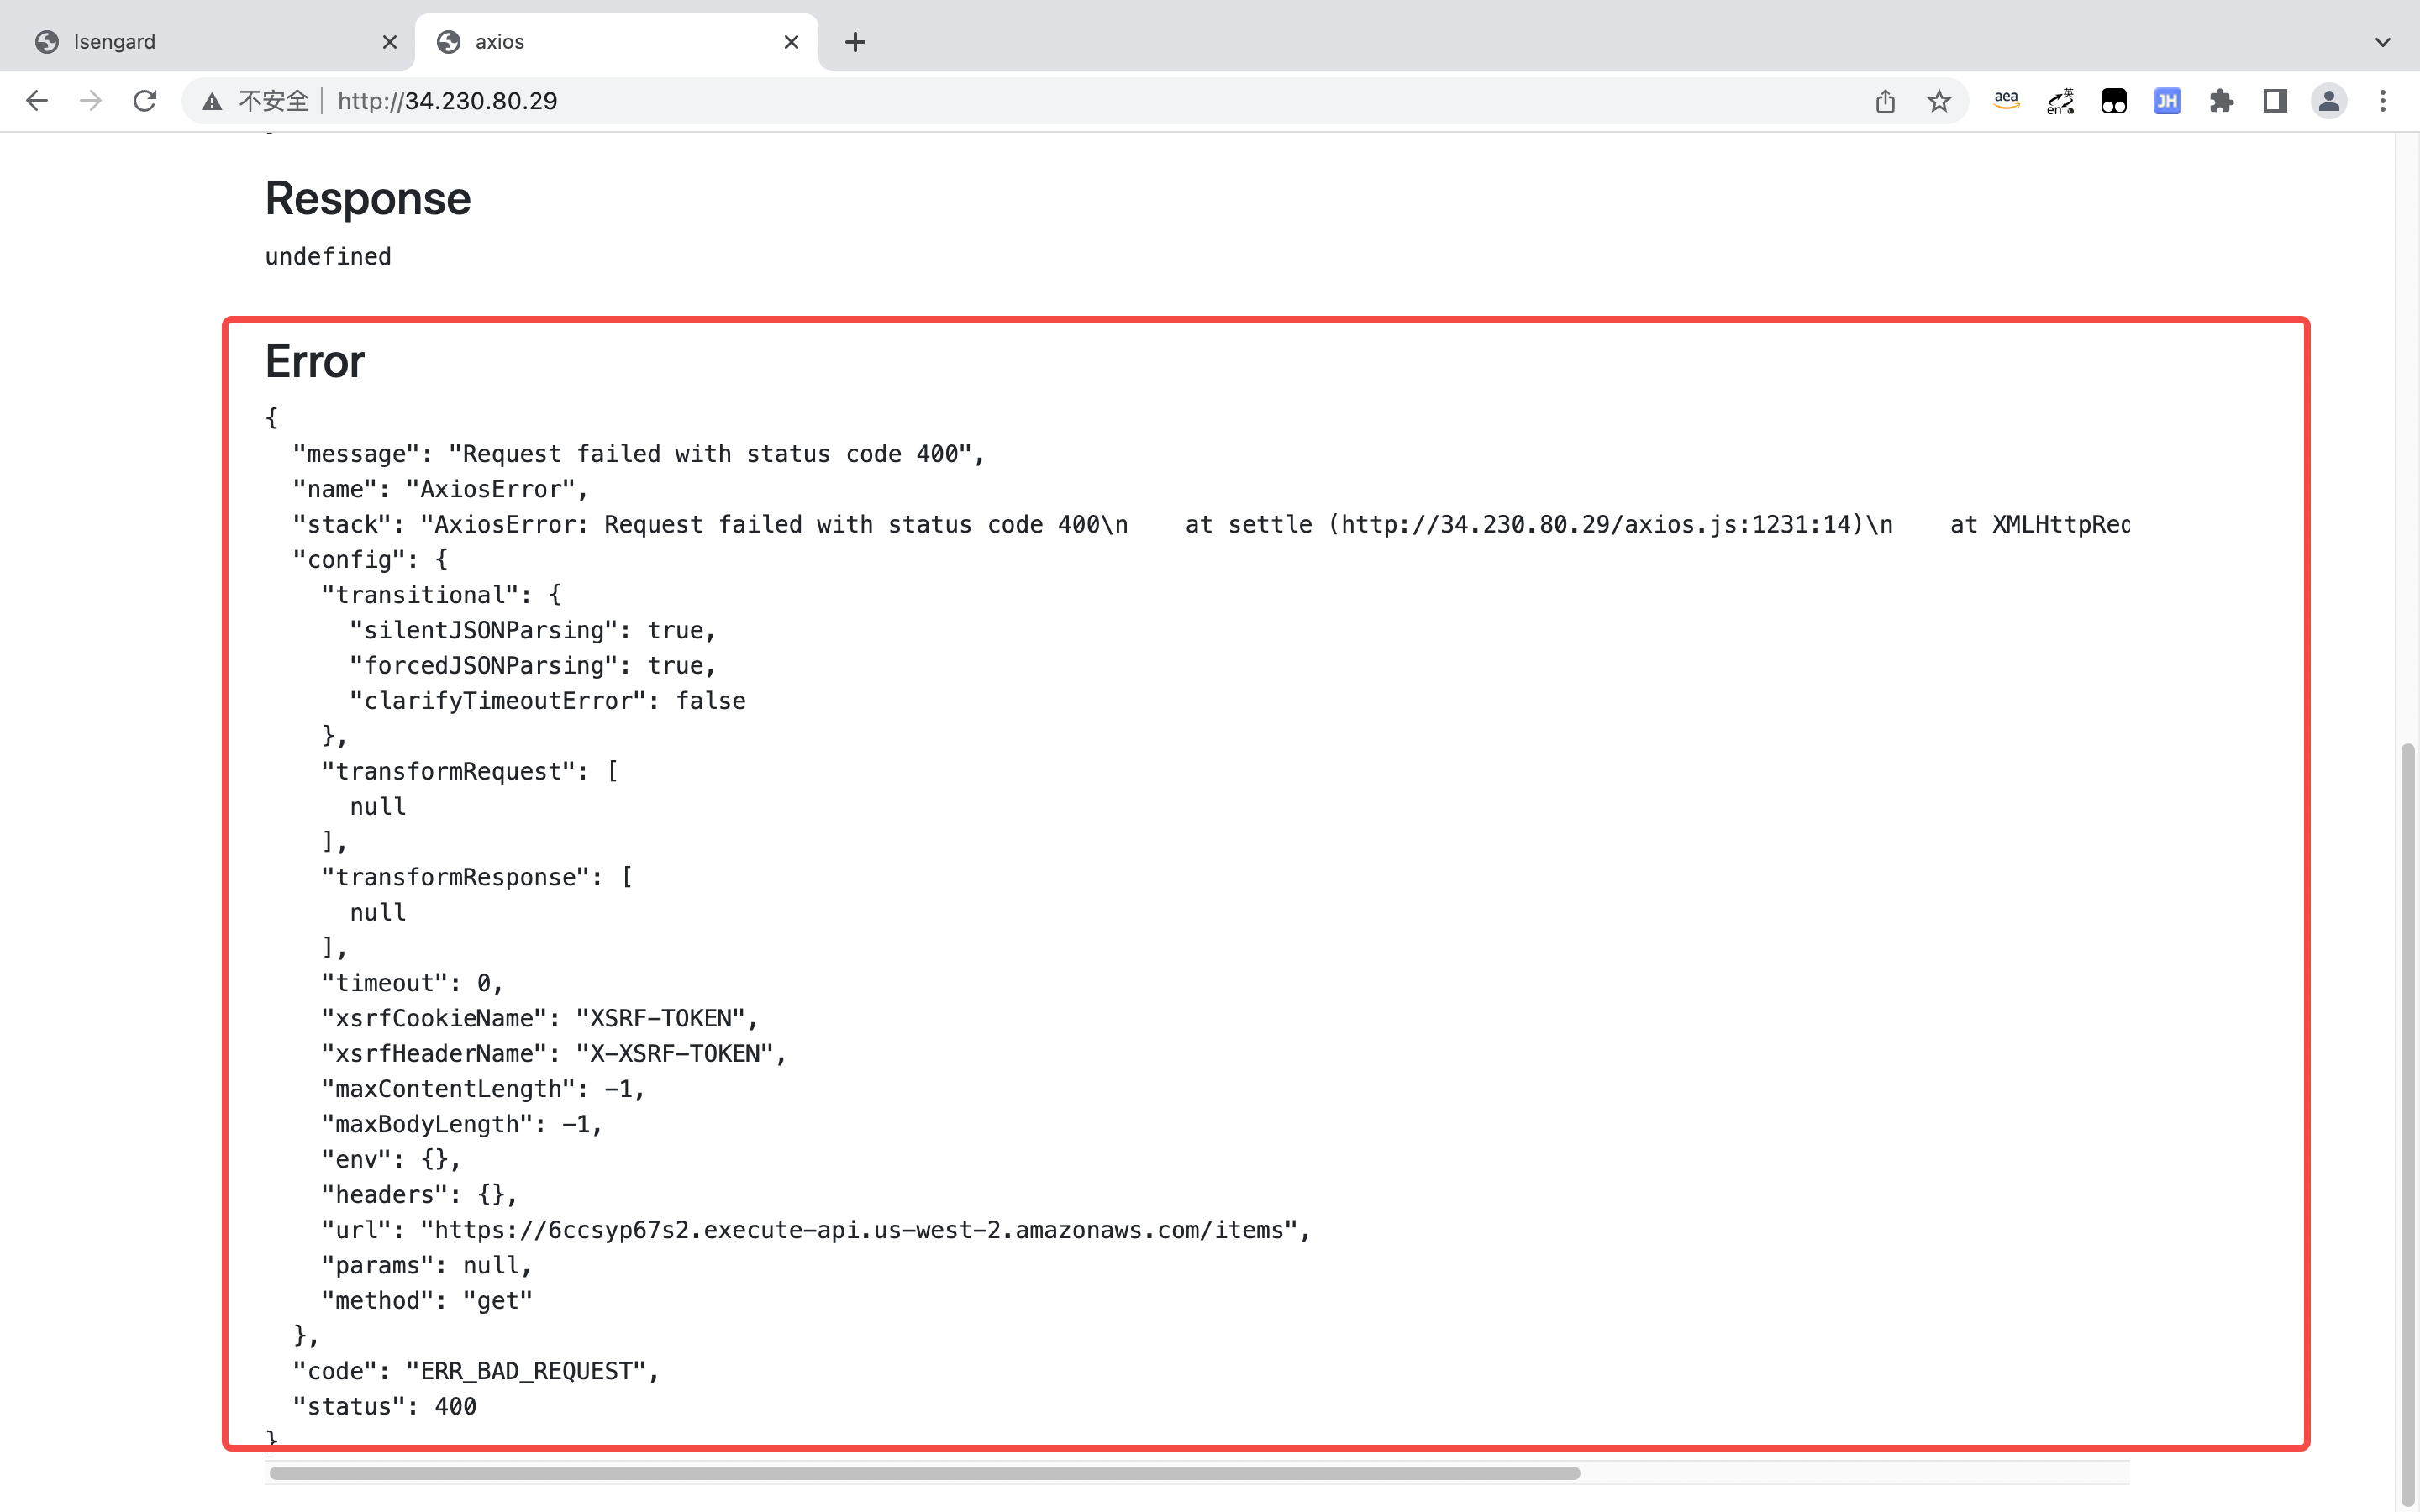 Isengard
axios
不安全 http://34.230.80.29
aea
英
en
JH
Response
undefined
Error
{
  "message": "Request failed with status code 400",
  "name": "AxiosError",
  "stack": "AxiosError: Request failed with status code 400\n    at settle (http://34.230.80.29/axios.js:1231:14)\n    at XMLHttpReq
  "config": {
    "transitional": {
      "silentJSONParsing": true,
      "forcedJSONParsing": true,
      "clarifyTimeoutError": false
    },
    "transformRequest": [
      null
    ],
    "transformResponse": [
      null
    ],
    "timeout": 0,
    "xsrfCookieName": "XSRF-TOKEN",
    "xsrfHeaderName": "X-XSRF-TOKEN",
    "maxContentLength": -1,
    "maxBodyLength": -1,
    "env": {},
    "headers": {},
    "url": "https://6ccsyp67s2.execute-api.us-west-2.amazonaws.com/items",
    "params": null,
    "method": "get"
  },
  "code": "ERR_BAD_REQUEST",
  "status": 400
}